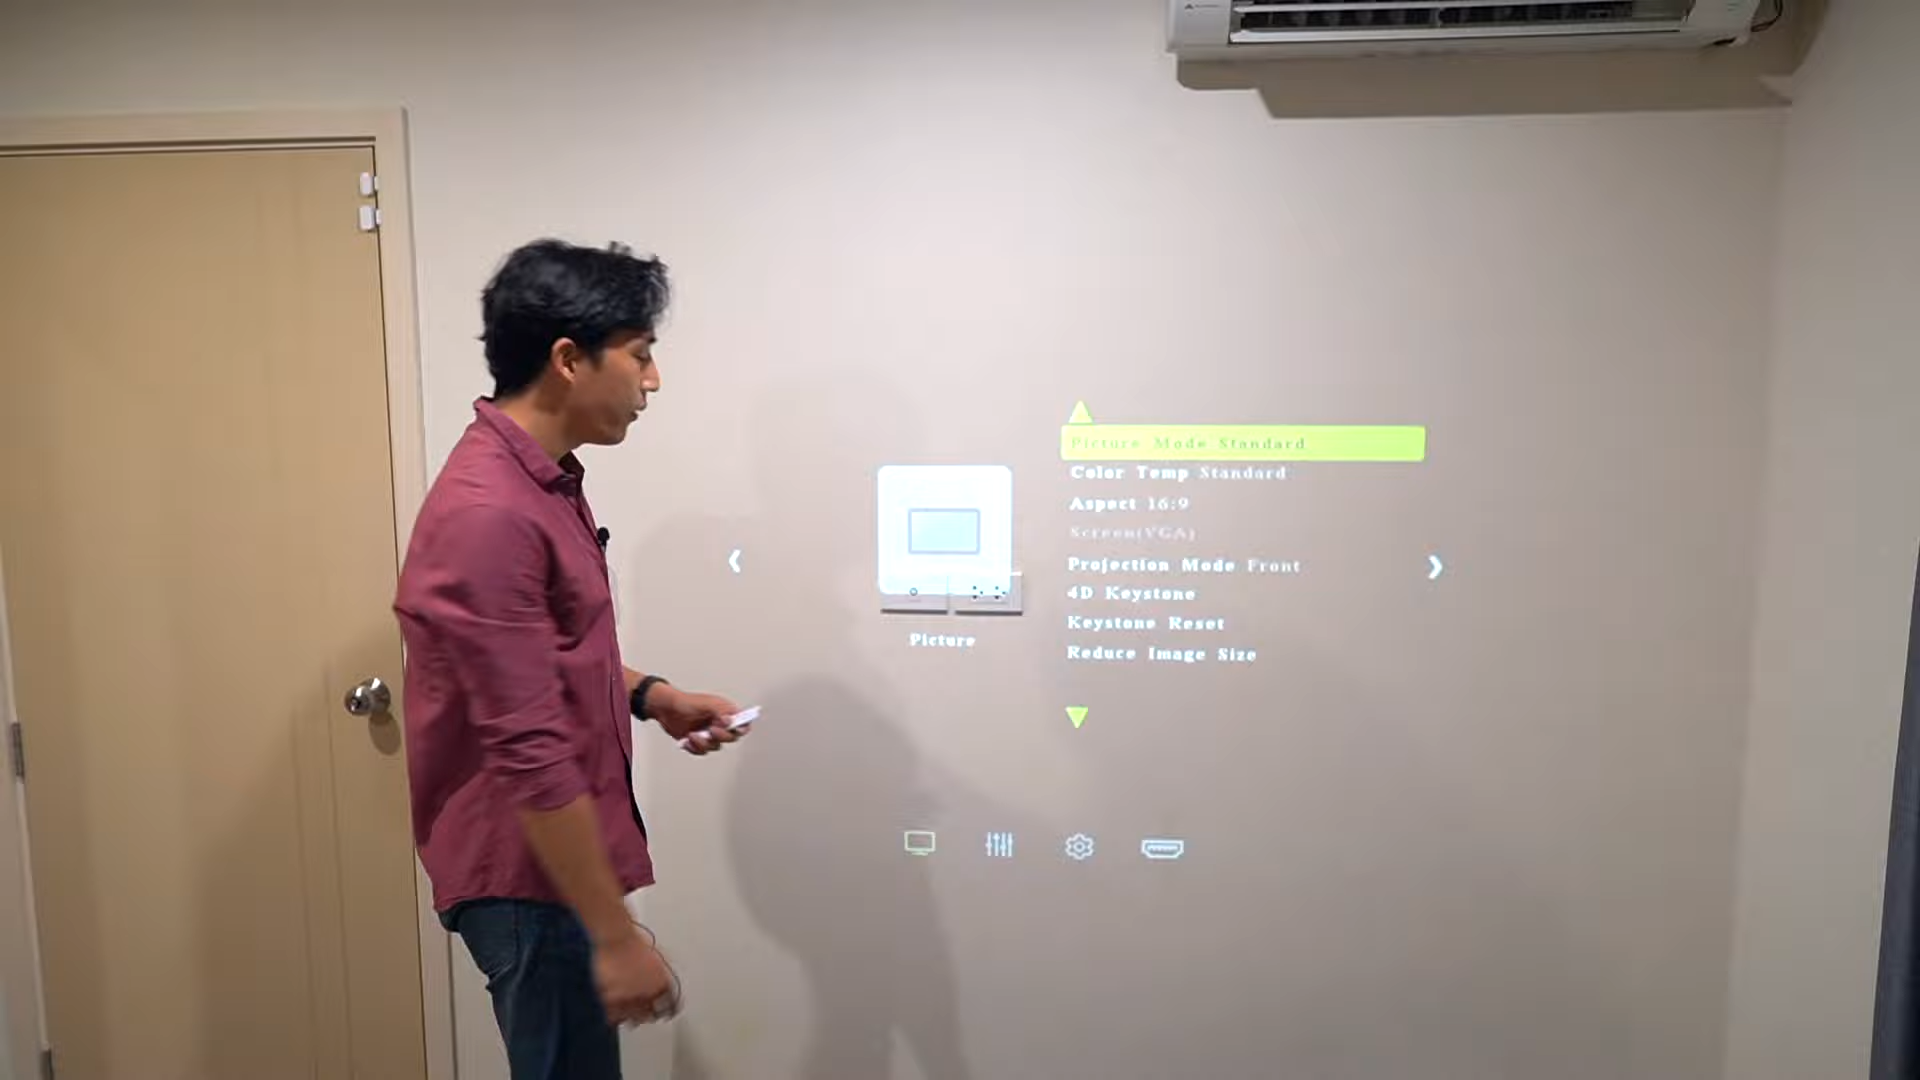 Picture Mode Standard
Color Temp Standard
Aspect 16:9
Screen(VGA)
Projection Mode Front
4D Keystone
Keystone Reset
Reduce Image Size
Picture